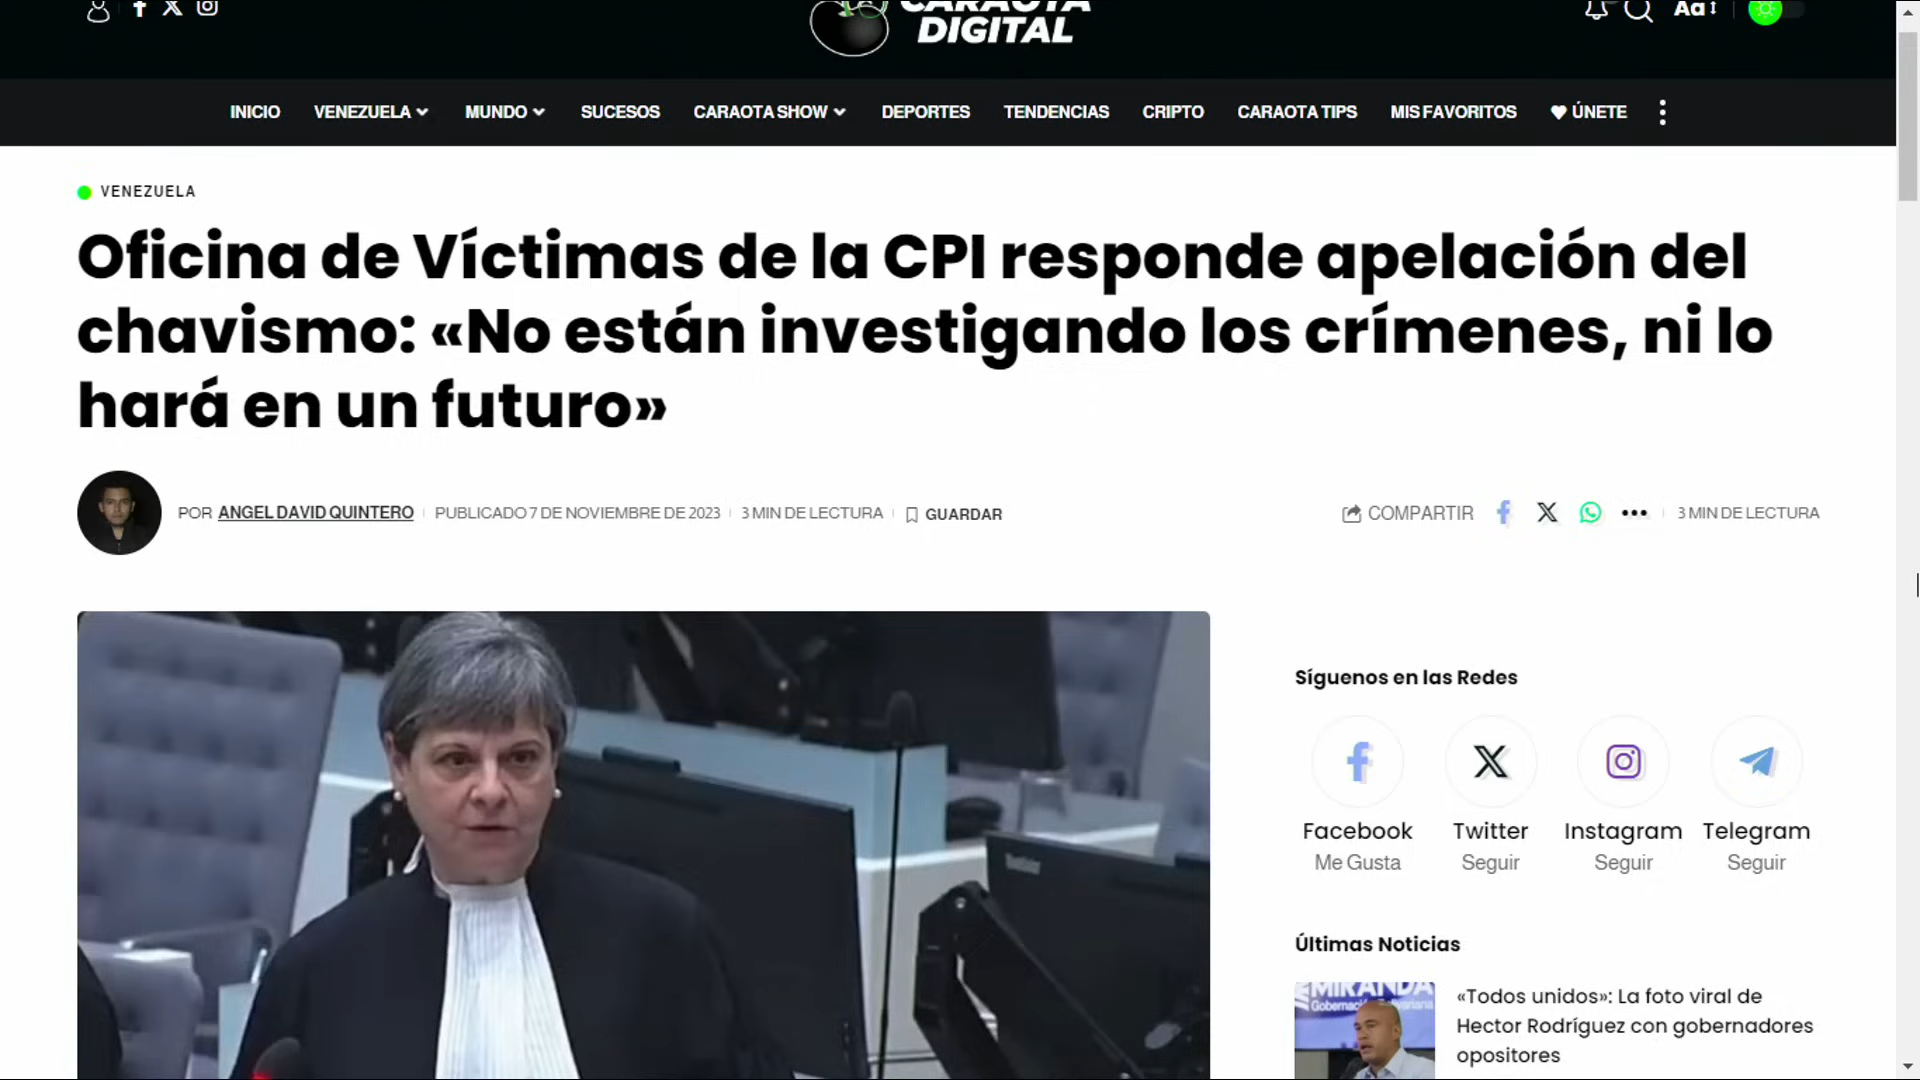 CARAOTA
DIGITAL
Aa
INICIO VENEZUELA MUNDO SUCESOS CARAOTA SHOW DEPORTES TENDENCIAS CRIPTO CARAOTA TIPS MIS FAVORITOS ÚNETE
VENEZUELA
Oficina de Víctimas de la CPI responde apelación del
chavismo: «No están investigando los crímenes, ni lo
hará en un futuro»
POR ANGEL DAVID QUINTERO PUBLICADO 7 DE NOVIEMBRE DE 2023 3 MIN DE LECTURA GUARDAR
COMPARTIR 3 MIN DE LECTURA
Síguenos en las Redes
Facebook Twitter Instagram Telegram
Me Gusta Seguir Seguir Seguir
Últimas Noticias
MIRANDA
«Todos unidos»: La foto viral de
Hector Rodríguez con gobernadores
opositores